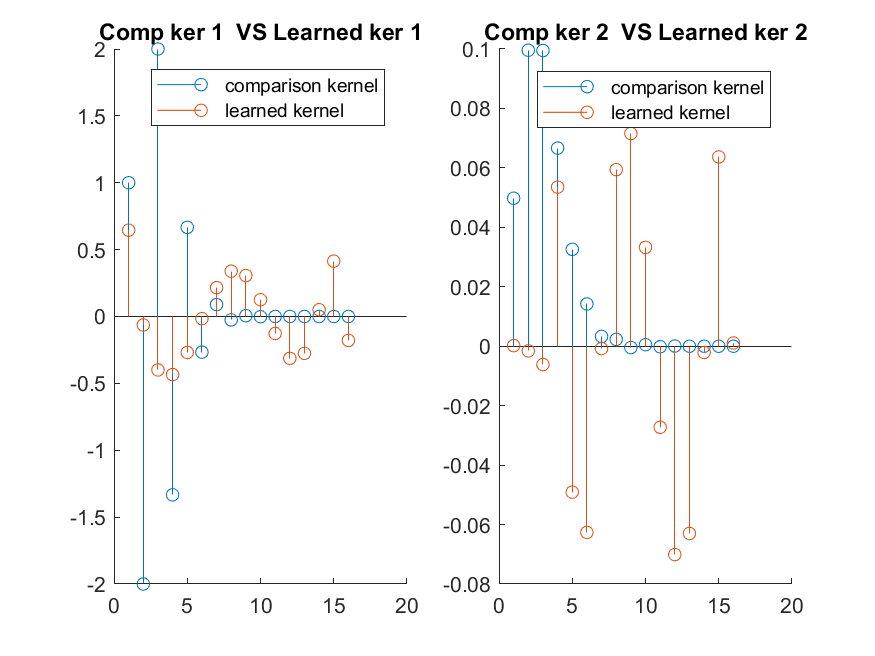 Comp ker 1  VS Learned ker 1
comparison kernel
learned kernel
2
1.5
1
0.5
0
-0.5
-1
-1.5
-2
0 5 10 15 20
Comp ker 2  VS Learned ker 2
comparison kernel
learned kernel
0.1
0.08
0.06
0.04
0.02
0
-0.02
-0.04
-0.06
-0.08
0 5 10 15 20